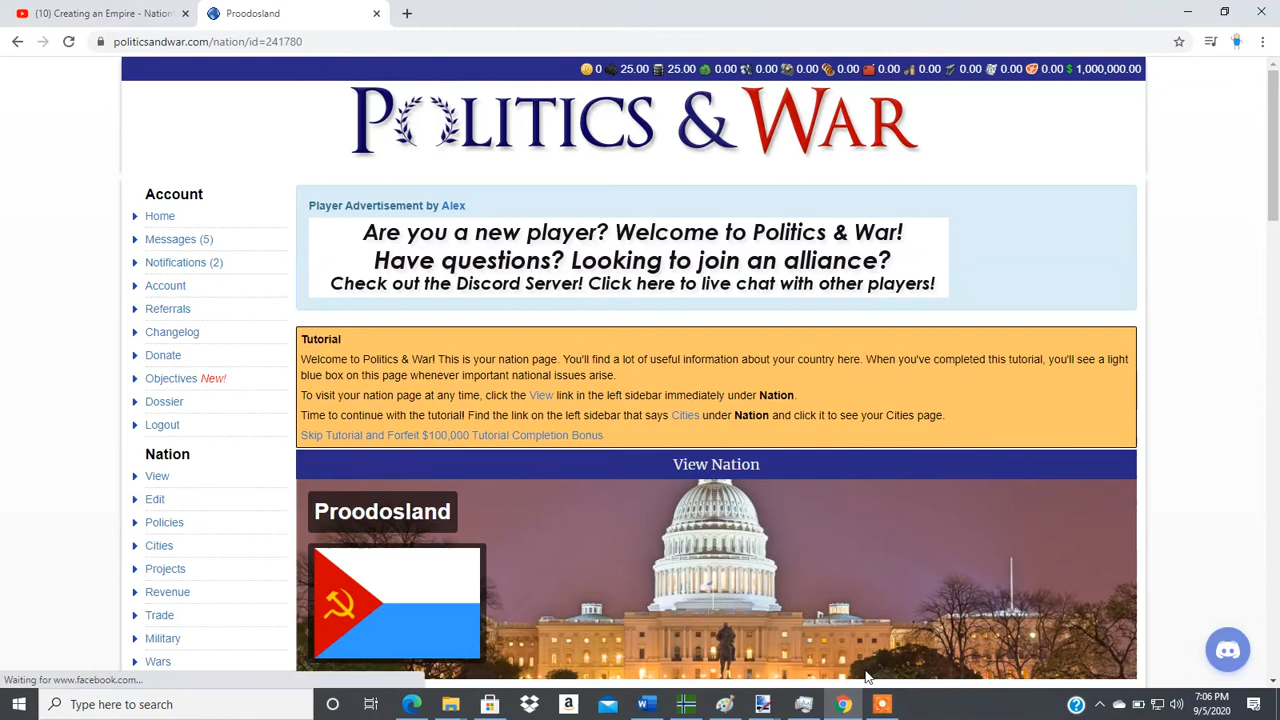 (10) Creating an Empire - Nation
Proodosland
politicsandwar.com/nation/id=241780
0 25.00 25.00 0.00 0.00 0.00 0.00 0.00 0.00 0.00 0.00 0.00 $ 1,000,000.00
POLITICS & WAR
Account
Home
Messages (5)
Notifications (2)
Account
Referrals
Changelog
Donate
Objectives New!
Dossier
Logout
Nation
View
Edit
Policies
Cities
Projects
Revenue
Trade
Military
Wars
Player Advertisement by Alex
Are you a new player? Welcome to Politics & War!
Have questions? Looking to join an alliance?
Check out the Discord Server! Click here to live chat with other players!
Tutorial
Welcome to Politics & War! This is your nation page. You'll find a lot of useful information about your country here. When you've completed this tutorial, you'll see a light
blue box on this page whenever important national issues arise.
To visit your nation page at any time, click the View link in the left sidebar immediately under Nation.
Time to continue with the tutorial! Find the link on the left sidebar that says Cities under Nation and click it to see your Cities page.
Skip Tutorial and Forfeit $100,000 Tutorial Completion Bonus
View Nation
Proodosland
Waiting for www.facebook.com...
Type here to search
7:06 PM
9/5/2020